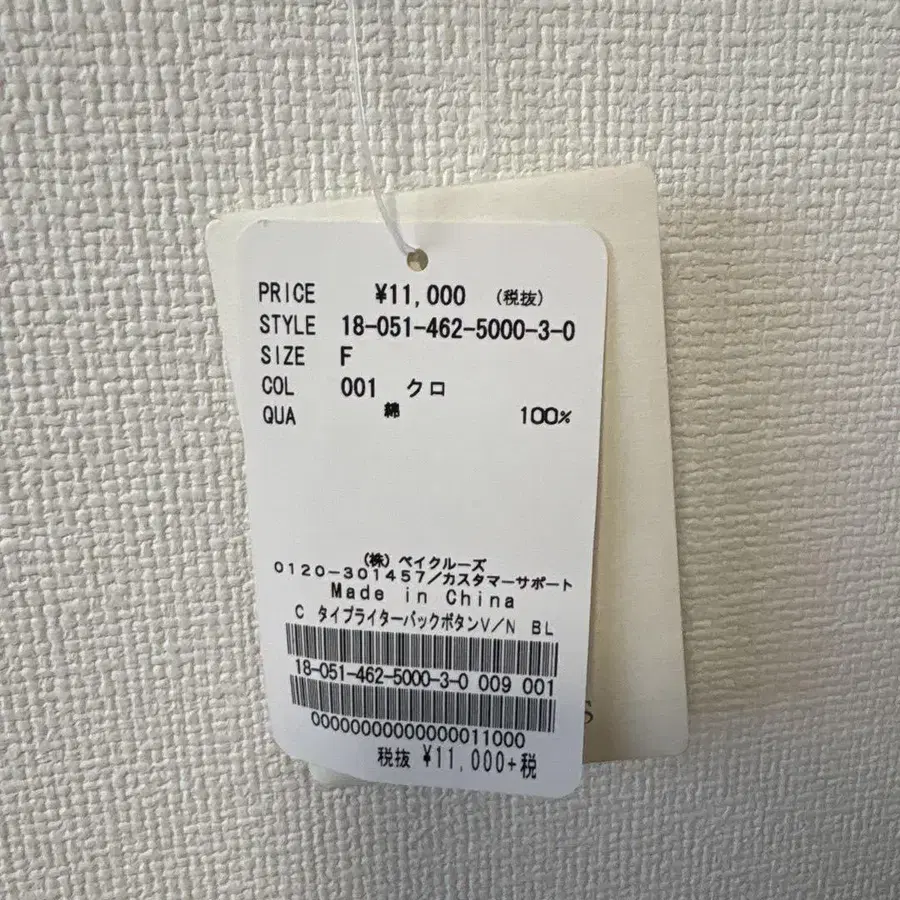 PRICE ¥11,000 (税抜)
STYLE 18-051-462-5000-3-0
SIZE F
COL 001 クロ
QUA 綿 100%
(株) ベイクルーズ
0120-301457/カスタマーサポート
Made in China
C タイプライターバックボタンV/N BL
18-051-462-5000-3-0 009 001
0000000000000000011000
税抜 ¥11,000+税
S